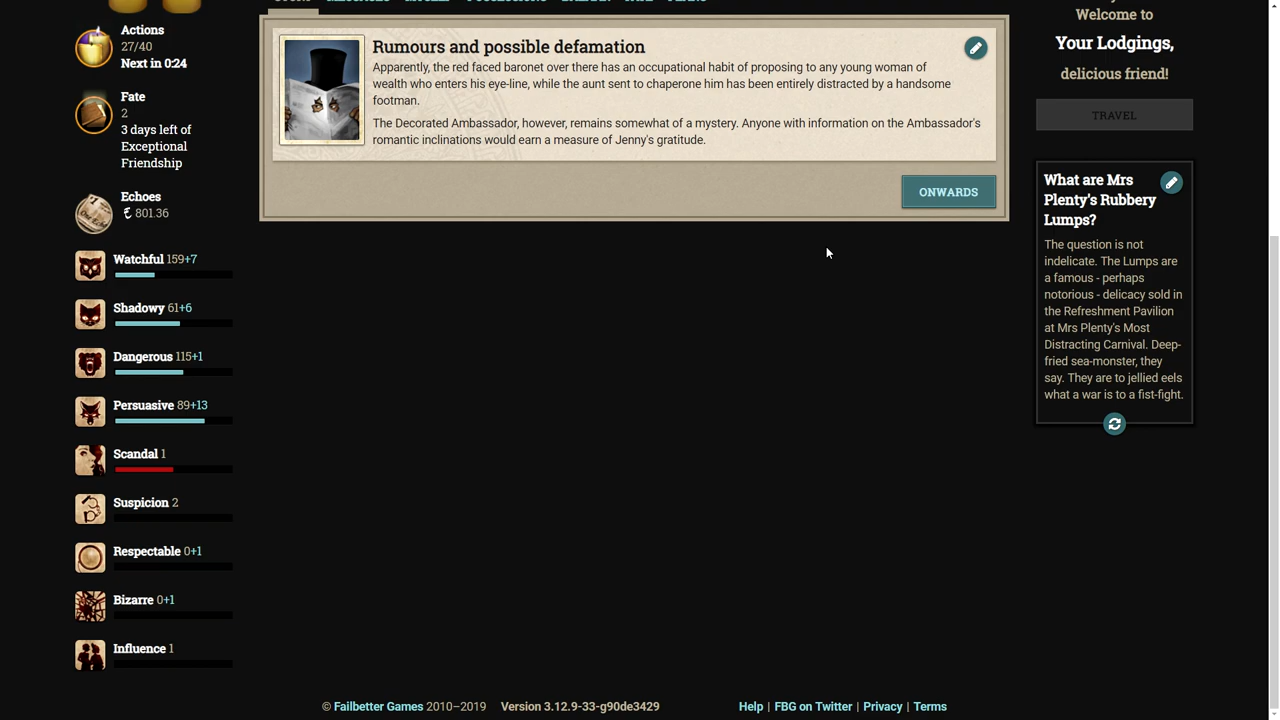 Actions
27/40
Next in 0:24
Fate
2
3 days left of
Exceptional
Friendship
Echoes
801.36
Watchful 159+7
Shadowy 61+6
Dangerous 115+1
Persuasive 89+13
Scandal 1
Suspicion 2
Respectable 0+1
Bizarre 0+1
Influence 1
Rumours and possible defamation
Apparently, the red faced baronet over there has an occupational habit of proposing to any young woman of
wealth who enters his eye-line, while the aunt sent to chaperone him has been entirely distracted by a handsome
footman.
The Decorated Ambassador, however, remains somewhat of a mystery. Anyone with information on the Ambassador's
romantic inclinations would earn a measure of Jenny's gratitude.
ONWARDS
Welcome to
Your Lodgings,
delicious friend!
TRAVEL
What are Mrs
Plenty's Rubbery
Lumps?
The question is not
indelicate. The Lumps are
a famous - perhaps
notorious - delicacy sold in
the Refreshment Pavilion
at Mrs Plenty's Most
Distracting Carnival. Deep-
fried sea-monster, they
say. They are to jellied eels
what a war is to a fist-fight.
© Failbetter Games 2010–2019 Version 3.12.9-33-g90de3429 Help | FBG on Twitter | Privacy | Terms